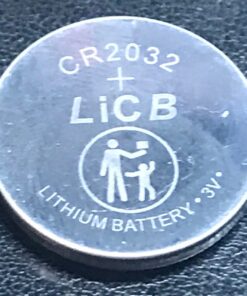 CR2032
+
LiCB
LITHIUM BATTERY • 3V •